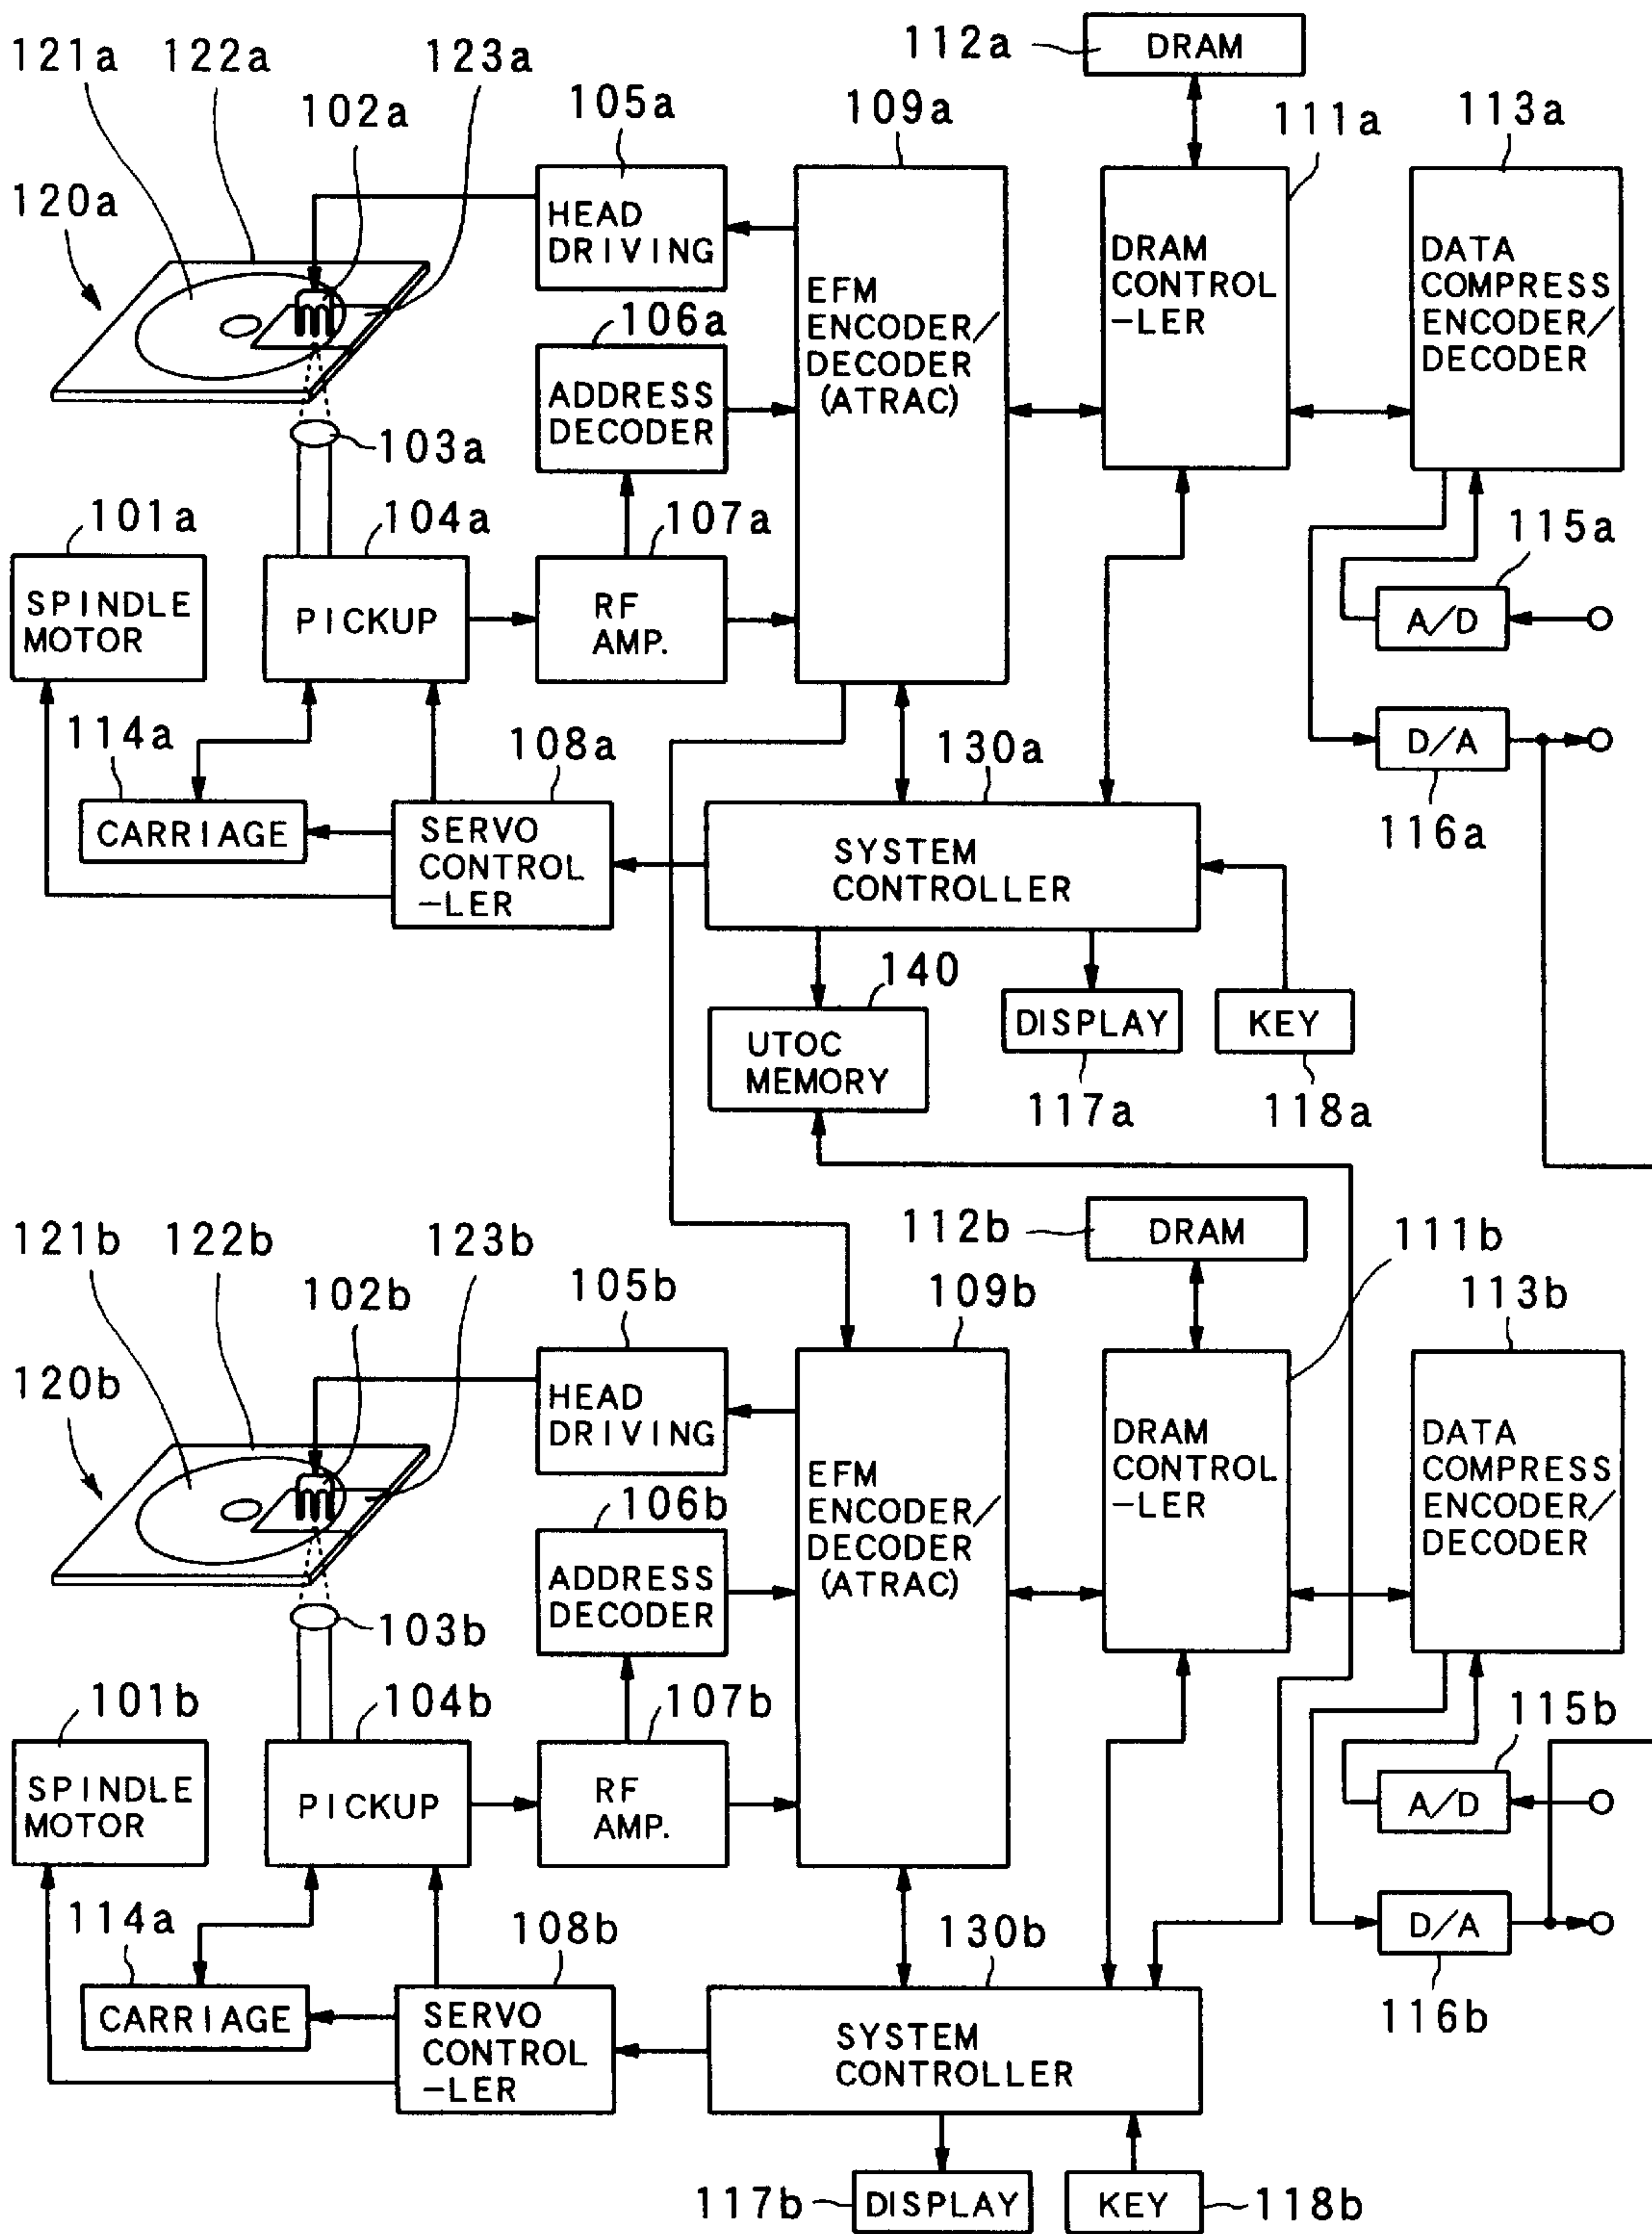 112a
DRAM
121a
122a
123a
102a
105a
109a
111a
113a
120a
HEAD
DRIVING
EFM
ENCODER/
DECODER
(ATRAC)
DRAM
CONTROL
-LER
DATA
COMPRESS
ENCODER/
DECODER
106a
ADDRESS
DECODER
103a
101a
104a
107a
115a
SPINDLE
MOTOR
PICKUP
RF
AMP.
A/D
114a
108a
130a
D/A
116a
CARRIAGE
SERVO
CONTROL
-LER
SYSTEM
CONTROLLER
140
UTOC
MEMORY
DISPLAY
KEY
117a
118a
112b
DRAM
121b
122b
123b
102b
105b
109b
111b
113b
120b
HEAD
DRIVING
EFM
ENCODER/
DECODER
(ATRAC)
DRAM
CONTROL
-LER
DATA
COMPRESS
ENCODER/
DECODER
106b
ADDRESS
DECODER
103b
101b
104b
107b
115b
SPINDLE
MOTOR
PICKUP
RF
AMP.
A/D
114a
108b
130b
D/A
116b
CARRIAGE
SERVO
CONTROL
-LER
SYSTEM
CONTROLLER
117b
DISPLAY
KEY
118b